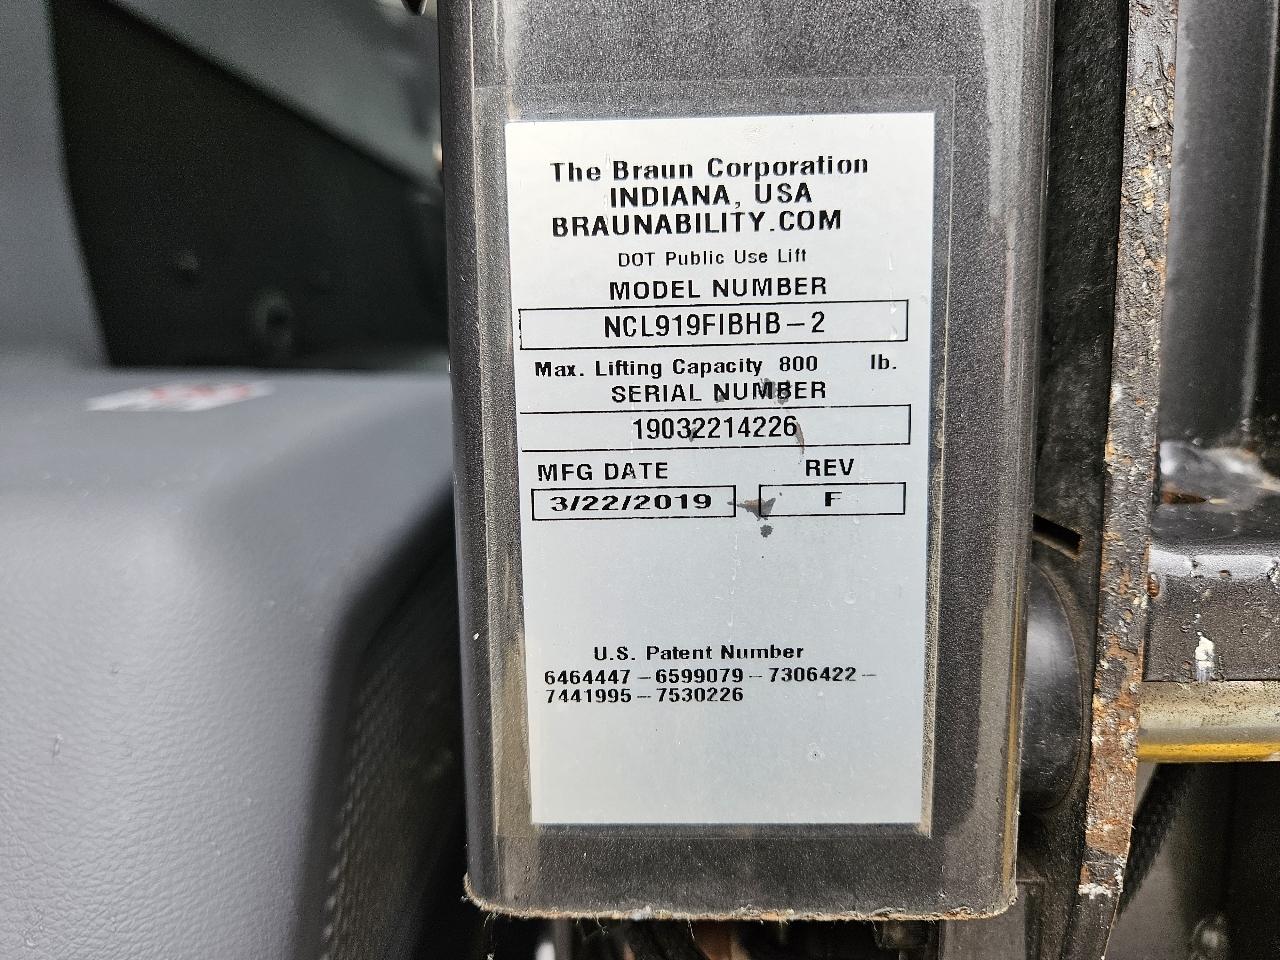 The Braun Corporation
INDIANA, USA
BRAUNABILITY.COM
DOT Public Use Lift
MODEL NUMBER
NCL919FIBHB-2
Max. Lifting Capacity 800 lb.
SERIAL NUMBER
19032214226
MFG DATE REV
3/22/2019 F
U.S. Patent Number
6464447-6599079-7306422-
7441995-7530226